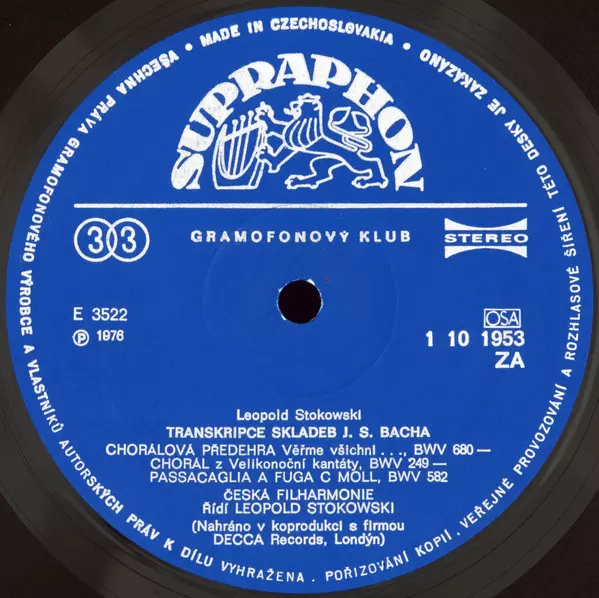 VŠECHNA PRÁVA GRAMOFONOVÉHO VÝROBCE A VLASTNÍKŮ AUTORSKÝCH PRÁV K DÍLU VYHRAŽENA . POŘIZOVÁNÍ KOPIÍ, VEŘEJNÉ PROVOZOVÁNÍ A ROZHLASOVÉ ŠÍŘENÍ TÉTO DESKY JE ZAKÁZÁNO •
MADE IN CZECHOSLOVAKIA •
SUPRAPHON
33
GRAMOFONOVÝ KLUB
STEREO
E 3522
Ⓟ 1976
OSA
1 10 1953
ZA
Leopold Stokowski
TRANSKRIPCE SKLADEB J. S. BACHA
CHORÁLOVÁ PŘEDEHRA Věřme všichni . . ., BWV 680 —
CHORÁL z Velikonoční kantáty, BWV 249 —
PASSACAGLIA A FUGA C MOLL, BWV 582
ČESKÁ FILHARMONIE
Řídí LEOPOLD STOKOWSKI
(Nahráno v koprodukci s firmou
DECCA Records, Londýn)